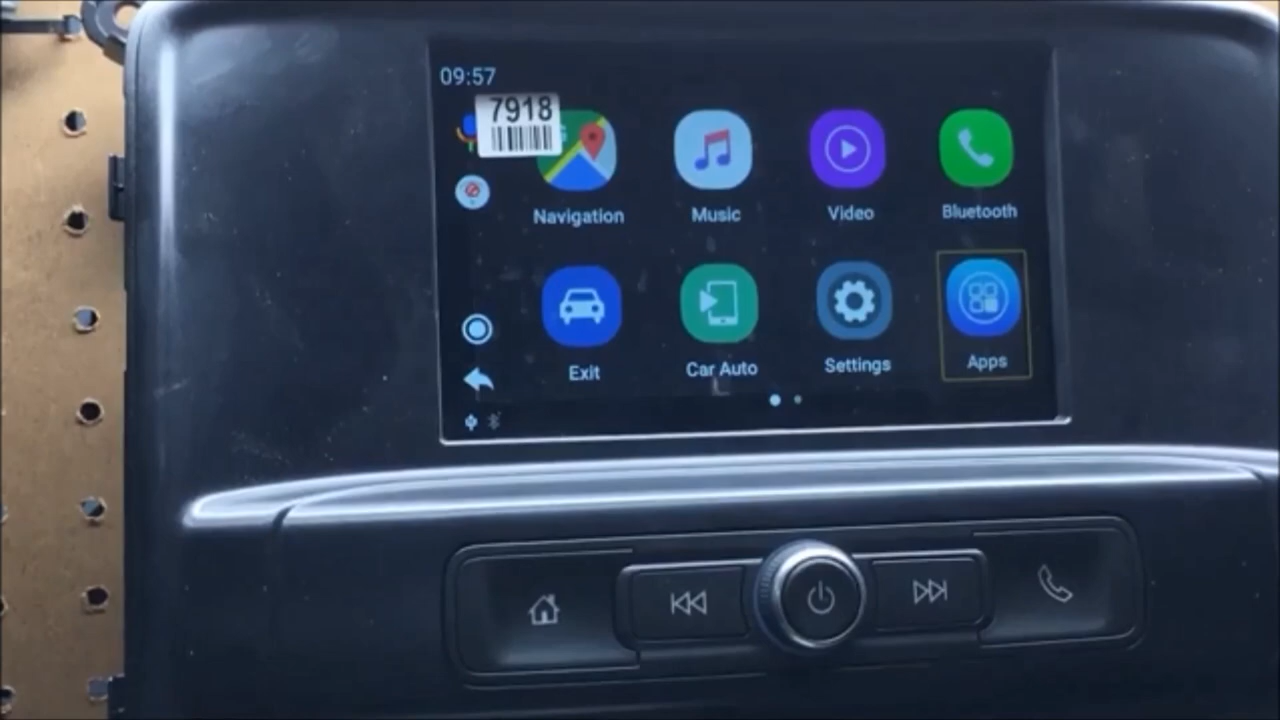 09:57
7918
Navigation
Music
Video
Bluetooth
Exit
Car Auto
Settings
Apps